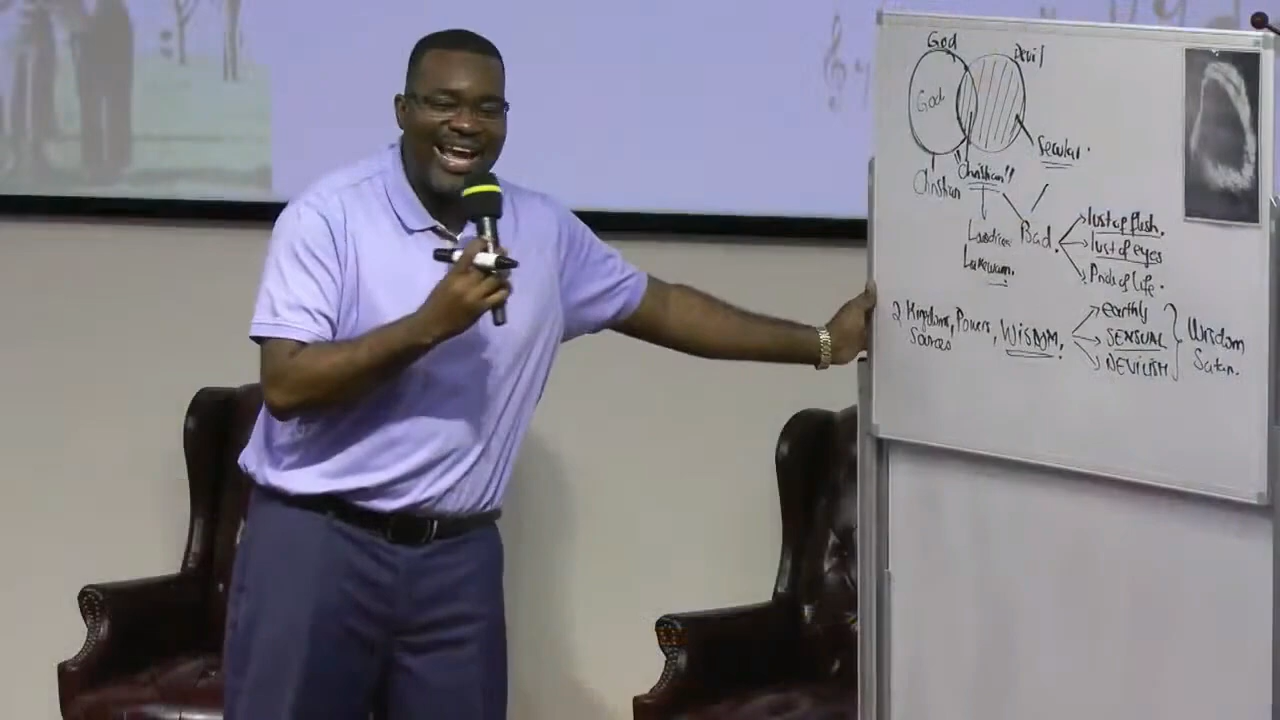 God
Devil
God
Secular.
Christian
"Christian"
Lukewarm.
Bad.
lust of flesh.
lust of eyes
Pride of life.
2 Kingdoms, Powers, WISDOM.
Sources
earthly
SENSUAL
DEVILISH
Wisdom
Satan.